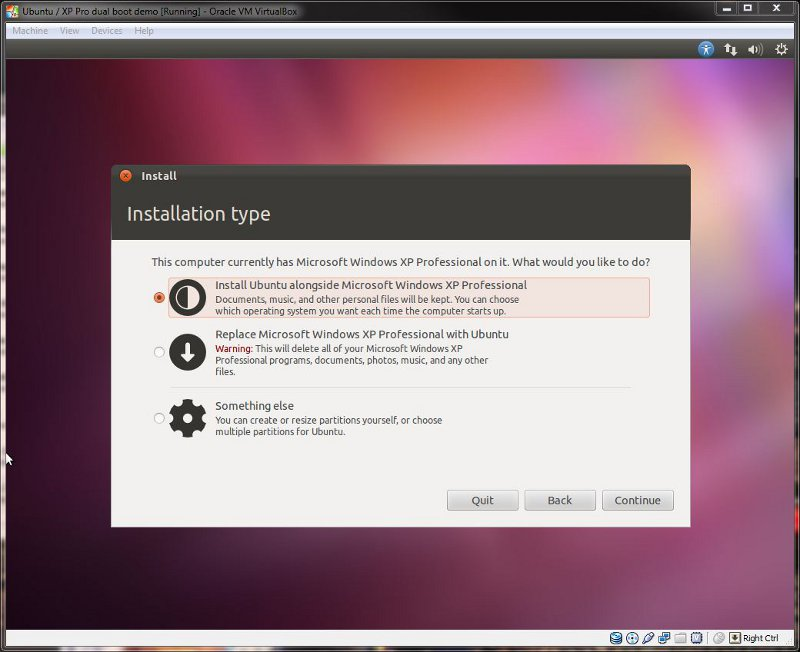 Ubuntu / XP Pro dual boot demo [Running] - Oracle VM VirtualBox
Machine View Devices Help
Install
Installation type
This computer currently has Microsoft Windows XP Professional on it. What would you like to do?
Install Ubuntu alongside Microsoft Windows XP Professional
Documents, music, and other personal files will be kept. You can choose
which operating system you want each time the computer starts up.
Replace Microsoft Windows XP Professional with Ubuntu
Warning: This will delete all of your Microsoft Windows XP
Professional programs, documents, photos, music, and any other
files.
Something else
You can create or resize partitions yourself, or choose
multiple partitions for Ubuntu.
Quit Back Continue
Right Ctrl